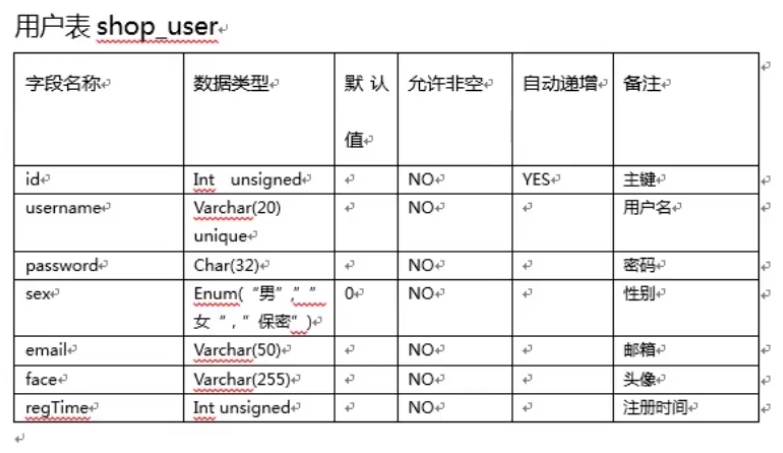 用户表 shop_user
字段名称 数据类型 默认值 允许非空 自动递增 备注
id Int unsigned NO YES 主键
username Varchar(20) unique NO 用户名
password Char(32) NO 密码
sex Enum( “男” ,” “女 “ , ” 保密” ) 0 NO 性别
email Varchar(50) NO 邮箱
face Varchar(255) NO 头像
regTime Int unsigned NO 注册时间